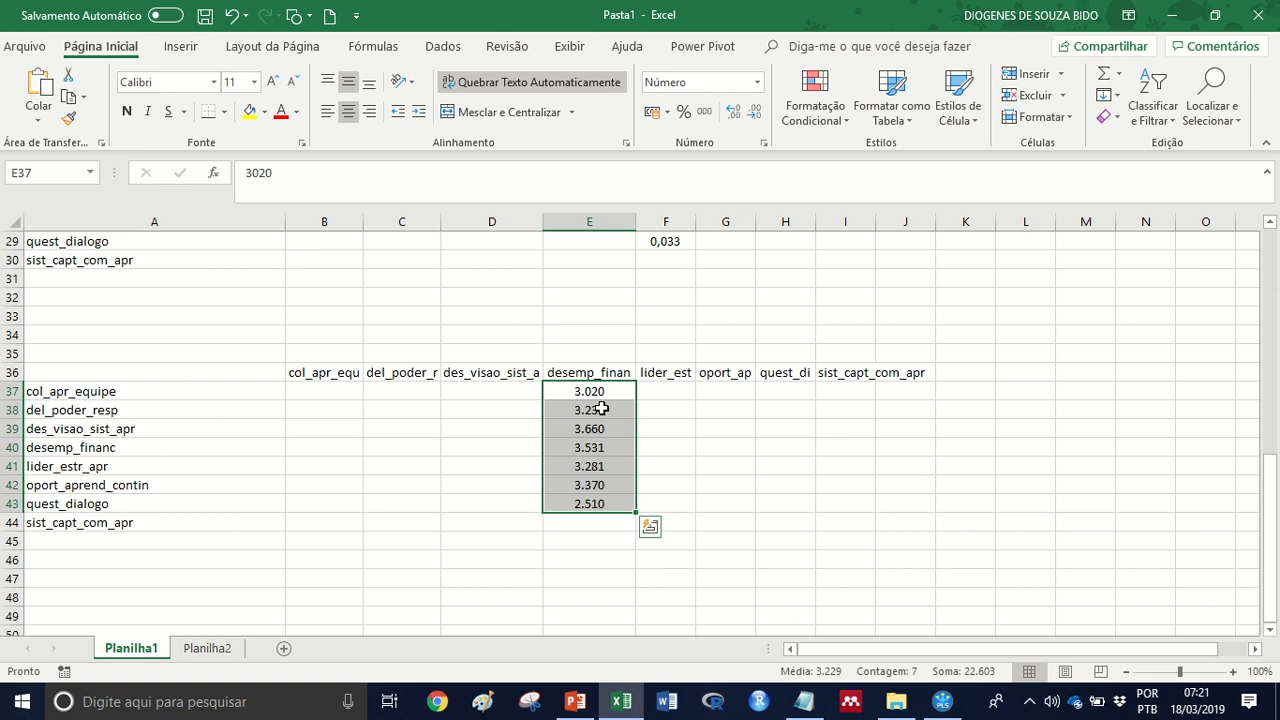 Salvamento Automático
Pasta1 - Excel
DIOGENES DE SOUZA BIDO
Arquivo Página Inicial Inserir Layout da Página Fórmulas Dados Revisão Exibir Ajuda Power Pivot Diga-me o que você deseja fazer Compartilhar Comentários
Colar
Calibri 11
N I S
Quebrar Texto Automaticamente
Mesclar e Centralizar
Número
% 000
Formatação Condicional
Formatar como Tabela
Estilos de Célula
Inserir
Excluir
Formatar
Classificar e Filtrar
Localizar e Selecionar
Área de Transfer... Fonte Alinhamento Número Estilos Células Edição
E37 fx 3020
A B C D E F G H I J K L M N O
29 quest_dialogo 0,033
30 sist_capt_com_apr
31
32
33
34
35
36 col_apr_equ del_poder_r des_visao_sist_a desemp_finan lider_est oport_ap quest_di sist_capt_com_apr
37 col_apr_equipe 3.020
38 del_poder_resp
39 des_visao_sist_apr 3.660
40 desemp_financ 3.531
41 lider_estr_apr 3.281
42 oport_aprend_contin 3.370
43 quest_dialogo 2.510
44 sist_capt_com_apr
45
46
47
48
49
50
Planilha1 Planilha2
Pronto Média: 3.229 Contagem: 7 Soma: 22.603 100%
Digite aqui para pesquisar
POR
PTB
07:21
18/03/2019